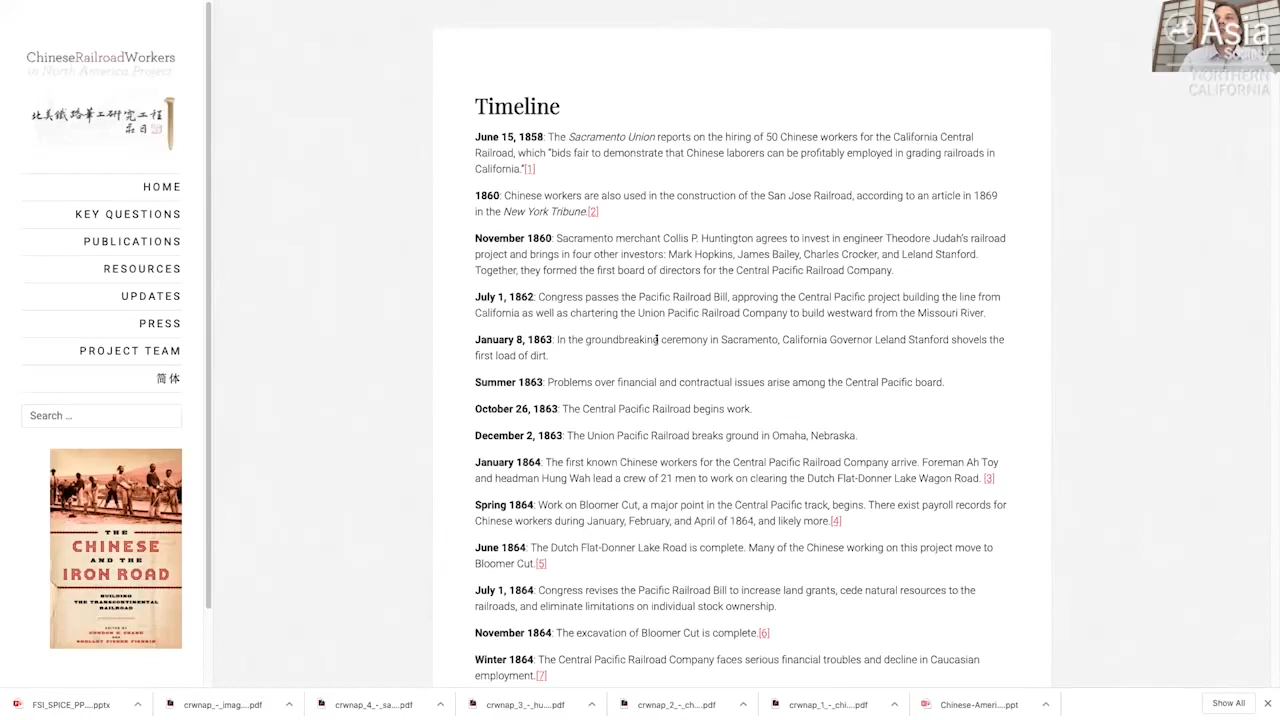 ChineseRailroadWorkers
in North America Project
北美鐵路華工研究工程
HOME
KEY QUESTIONS
PUBLICATIONS
RESOURCES
UPDATES
PRESS
PROJECT TEAM
简体
Search ...
THE
CHINESE
AND THE
IRON ROAD
BUILDING
THE TRANSCONTINENTAL
RAILROAD
EDITED BY
GORDON H. CHANG
AND
SHELLEY FISHER FISHKIN
Timeline
June 15, 1858: The Sacramento Union reports on the hiring of 50 Chinese workers for the California Central
Railroad, which “bids fair to demonstrate that Chinese laborers can be profitably employed in grading railroads in
California.”[1]
1860: Chinese workers are also used in the construction of the San Jose Railroad, according to an article in 1869
in the New York Tribune.[2]
November 1860: Sacramento merchant Collis P. Huntington agrees to invest in engineer Theodore Judah’s railroad
project and brings in four other investors: Mark Hopkins, James Bailey, Charles Crocker, and Leland Stanford.
Together, they formed the first board of directors for the Central Pacific Railroad Company.
July 1, 1862: Congress passes the Pacific Railroad Bill, approving the Central Pacific project building the line from
California as well as chartering the Union Pacific Railroad Company to build westward from the Missouri River.
January 8, 1863: In the groundbreaking ceremony in Sacramento, California Governor Leland Stanford shovels the
first load of dirt.
Summer 1863: Problems over financial and contractual issues arise among the Central Pacific board.
October 26, 1863: The Central Pacific Railroad begins work.
December 2, 1863: The Union Pacific Railroad breaks ground in Omaha, Nebraska.
January 1864: The first known Chinese workers for the Central Pacific Railroad Company arrive. Foreman Ah Toy
and headman Hung Wah lead a crew of 21 men to work on clearing the Dutch Flat-Donner Lake Wagon Road. [3]
Spring 1864: Work on Bloomer Cut, a major point in the Central Pacific track, begins. There exist payroll records for
Chinese workers during January, February, and April of 1864, and likely more.[4]
June 1864: The Dutch Flat-Donner Lake Road is complete. Many of the Chinese working on this project move to
Bloomer Cut.[5]
July 1, 1864: Congress revises the Pacific Railroad Bill to increase land grants, cede natural resources to the
railroads, and eliminate limitations on individual stock ownership.
November 1864: The excavation of Bloomer Cut is complete.[6]
Winter 1864: The Central Pacific Railroad Company faces serious financial troubles and decline in Caucasian
employment.[7]
Asia
Society
NORTHERN
CALIFORNIA
FSI_SPICE_PP....pptx
crwnap_-_imag....pdf
crwnap_4_-_sa....pdf
crwnap_3_-_hu....pdf
crwnap_2_-_ch....pdf
crwnap_1_-_chi....pdf
Chinese-Ameri....ppt
Show All